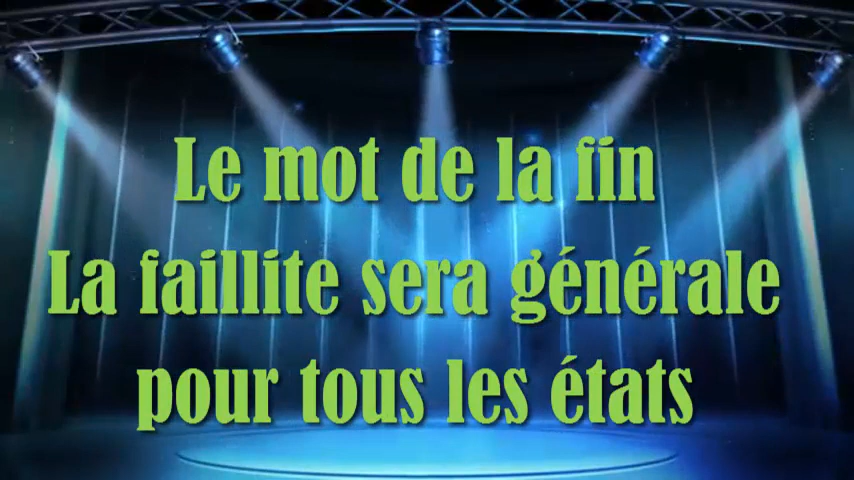 Le mot de la fin
La faillite sera générale
pour tous les états